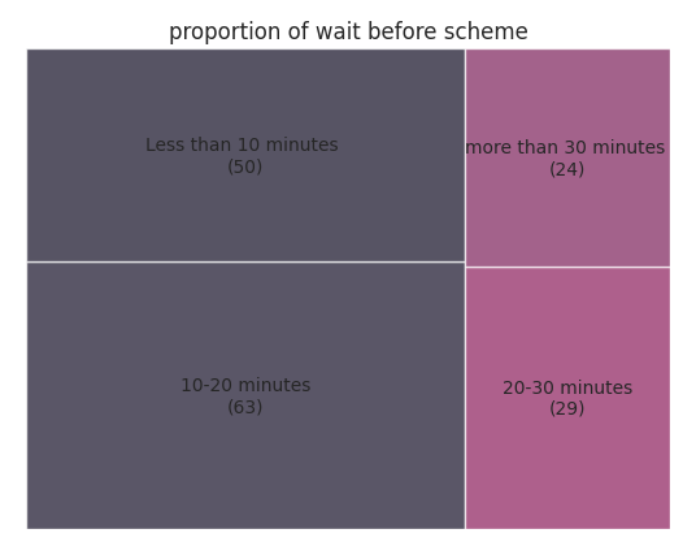 proportion of wait before scheme
Less than 10 minutes
(50)
more than 30 minutes
(24)
10-20 minutes
(63)
20-30 minutes
(29)